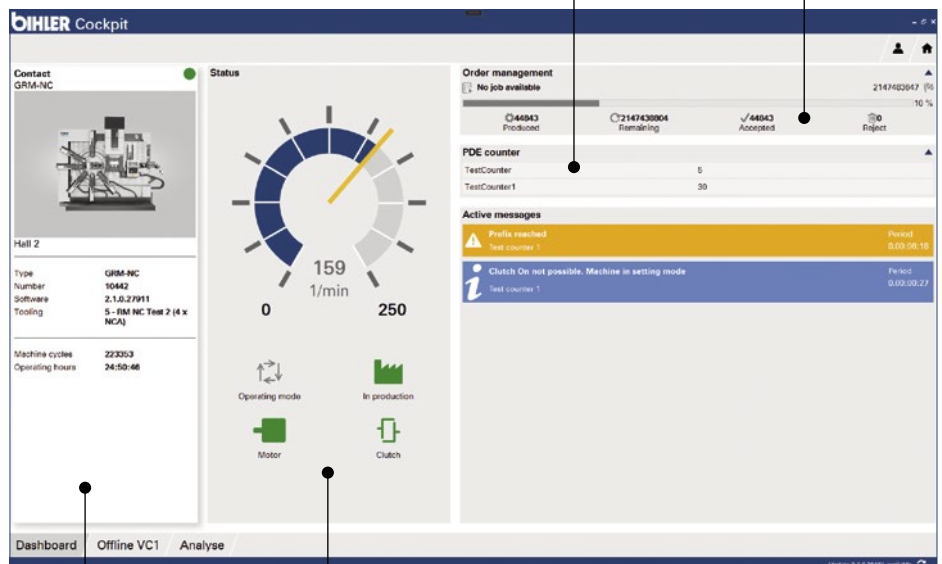 BIHLER Cockpit
Contact
GRM-NC
Hall 2
Type GRM-NC
Number 10442
Software 2.1.0.27911
Tooling 5 - RM NC Test 2 (4 x
NCA)
Machine cycles 223353
Operating hours 24:50:46
Status
159
1/min
0 250
Operating mode In production
Motor Clutch
Order management
No job available 2147483647
10 %
44843 2147438804 44843 0
Produced Remaining Accepted Reject
PDE counter
TestCounter 5
TestCounter1 30
Active messages
Prefix reached Period
Test counter 1 0.00:06:18
Clutch On not possible. Machine in setting mode Period
Test counter 1 0.00:00:27
Dashboard Offline VC1 Analyse